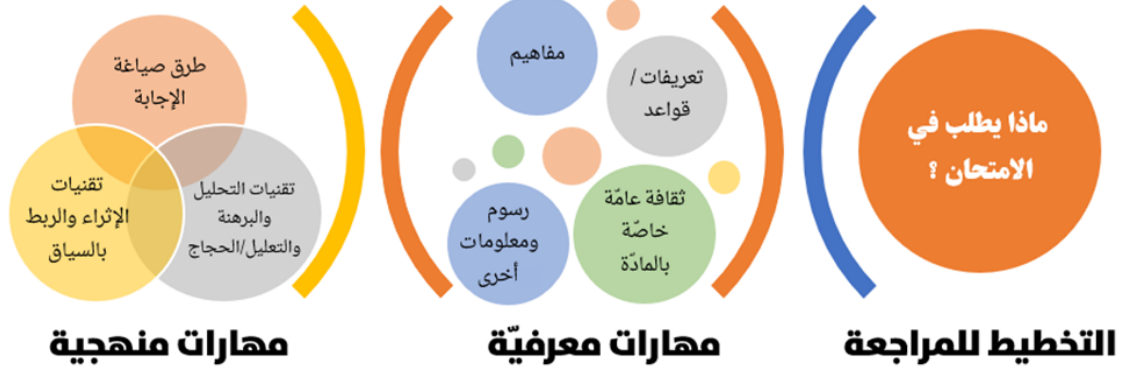 ماذا يطلب في
الامتحان ؟
التخطيط للمراجعة
مفاهيم
تعريفات /
قواعد
ثقافة عامّة
خاصّة
بالمادّة
رسوم
ومعلومات
أخرى
مهارات معرفيّة
طرق صياغة
الإجابة
تقنيات التحليل
والبرهنة
والتعليل/الحجاج
تقنيات
الإثراء والربط
بالسياق
مهارات منهجية